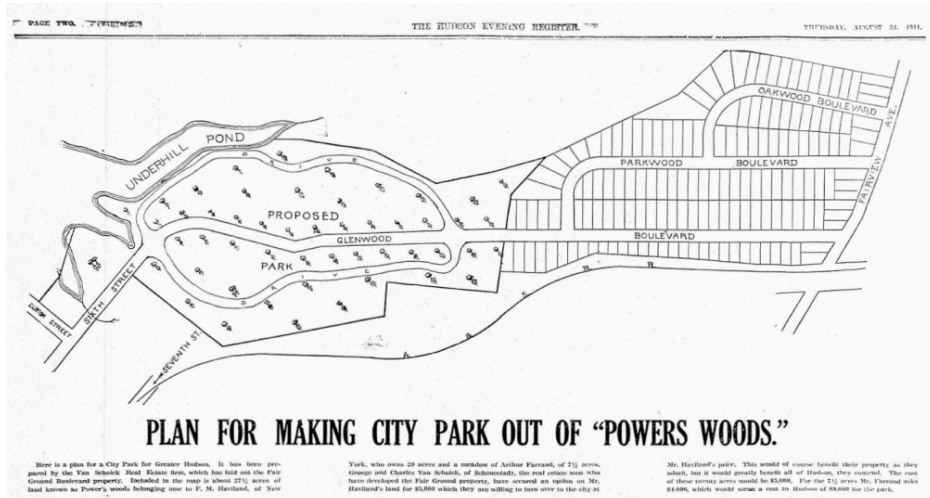 PAGE TWO.
THE HUDSON EVENING REGISTER.
THURSDAY, AUGUST 31, 1911.
OAKWOOD BOULEVARD
FAIRVIEW AVE.
PARKWOOD BOULEVARD
UNDERHILL POND
DRIVE
PROPOSED
GLENWOOD
BOULEVARD
PARK
DRIVE
SIXTH STREET
STREET
SEVENTH ST.
PLAN FOR MAKING CITY PARK OUT OF “POWERS WOODS.”
Here is a plan for a City Park for Greater Hudson. It has been pre-
pared by the Van Schaick Real Estate firm, which has laid out the Fair
Ground Boulevard property. Included in the map is about 27½ acres of
land known as Power's woods belonging now to F. M. Haviland, of New
York, who owns 20 acres and a meadow of Arthur Farrand, of 7½ acres.
George and Charles Van Schaick, of Schenectady, the real estate men who
have developed the Fair Ground property, have secured an option on Mr.
Haviland's land for $5,000 which they are willing to turn over to the city at
Mr. Haviland's price. This would of course benefit their property as they
admit, but it would greatly benefit all of Hudson, they contend. The cost
of these twenty acres would be $5,000. For the 7½ acres Mr. Farrand asks
$4,000, which would mean a cost to Hudson of $9,000 for the park.